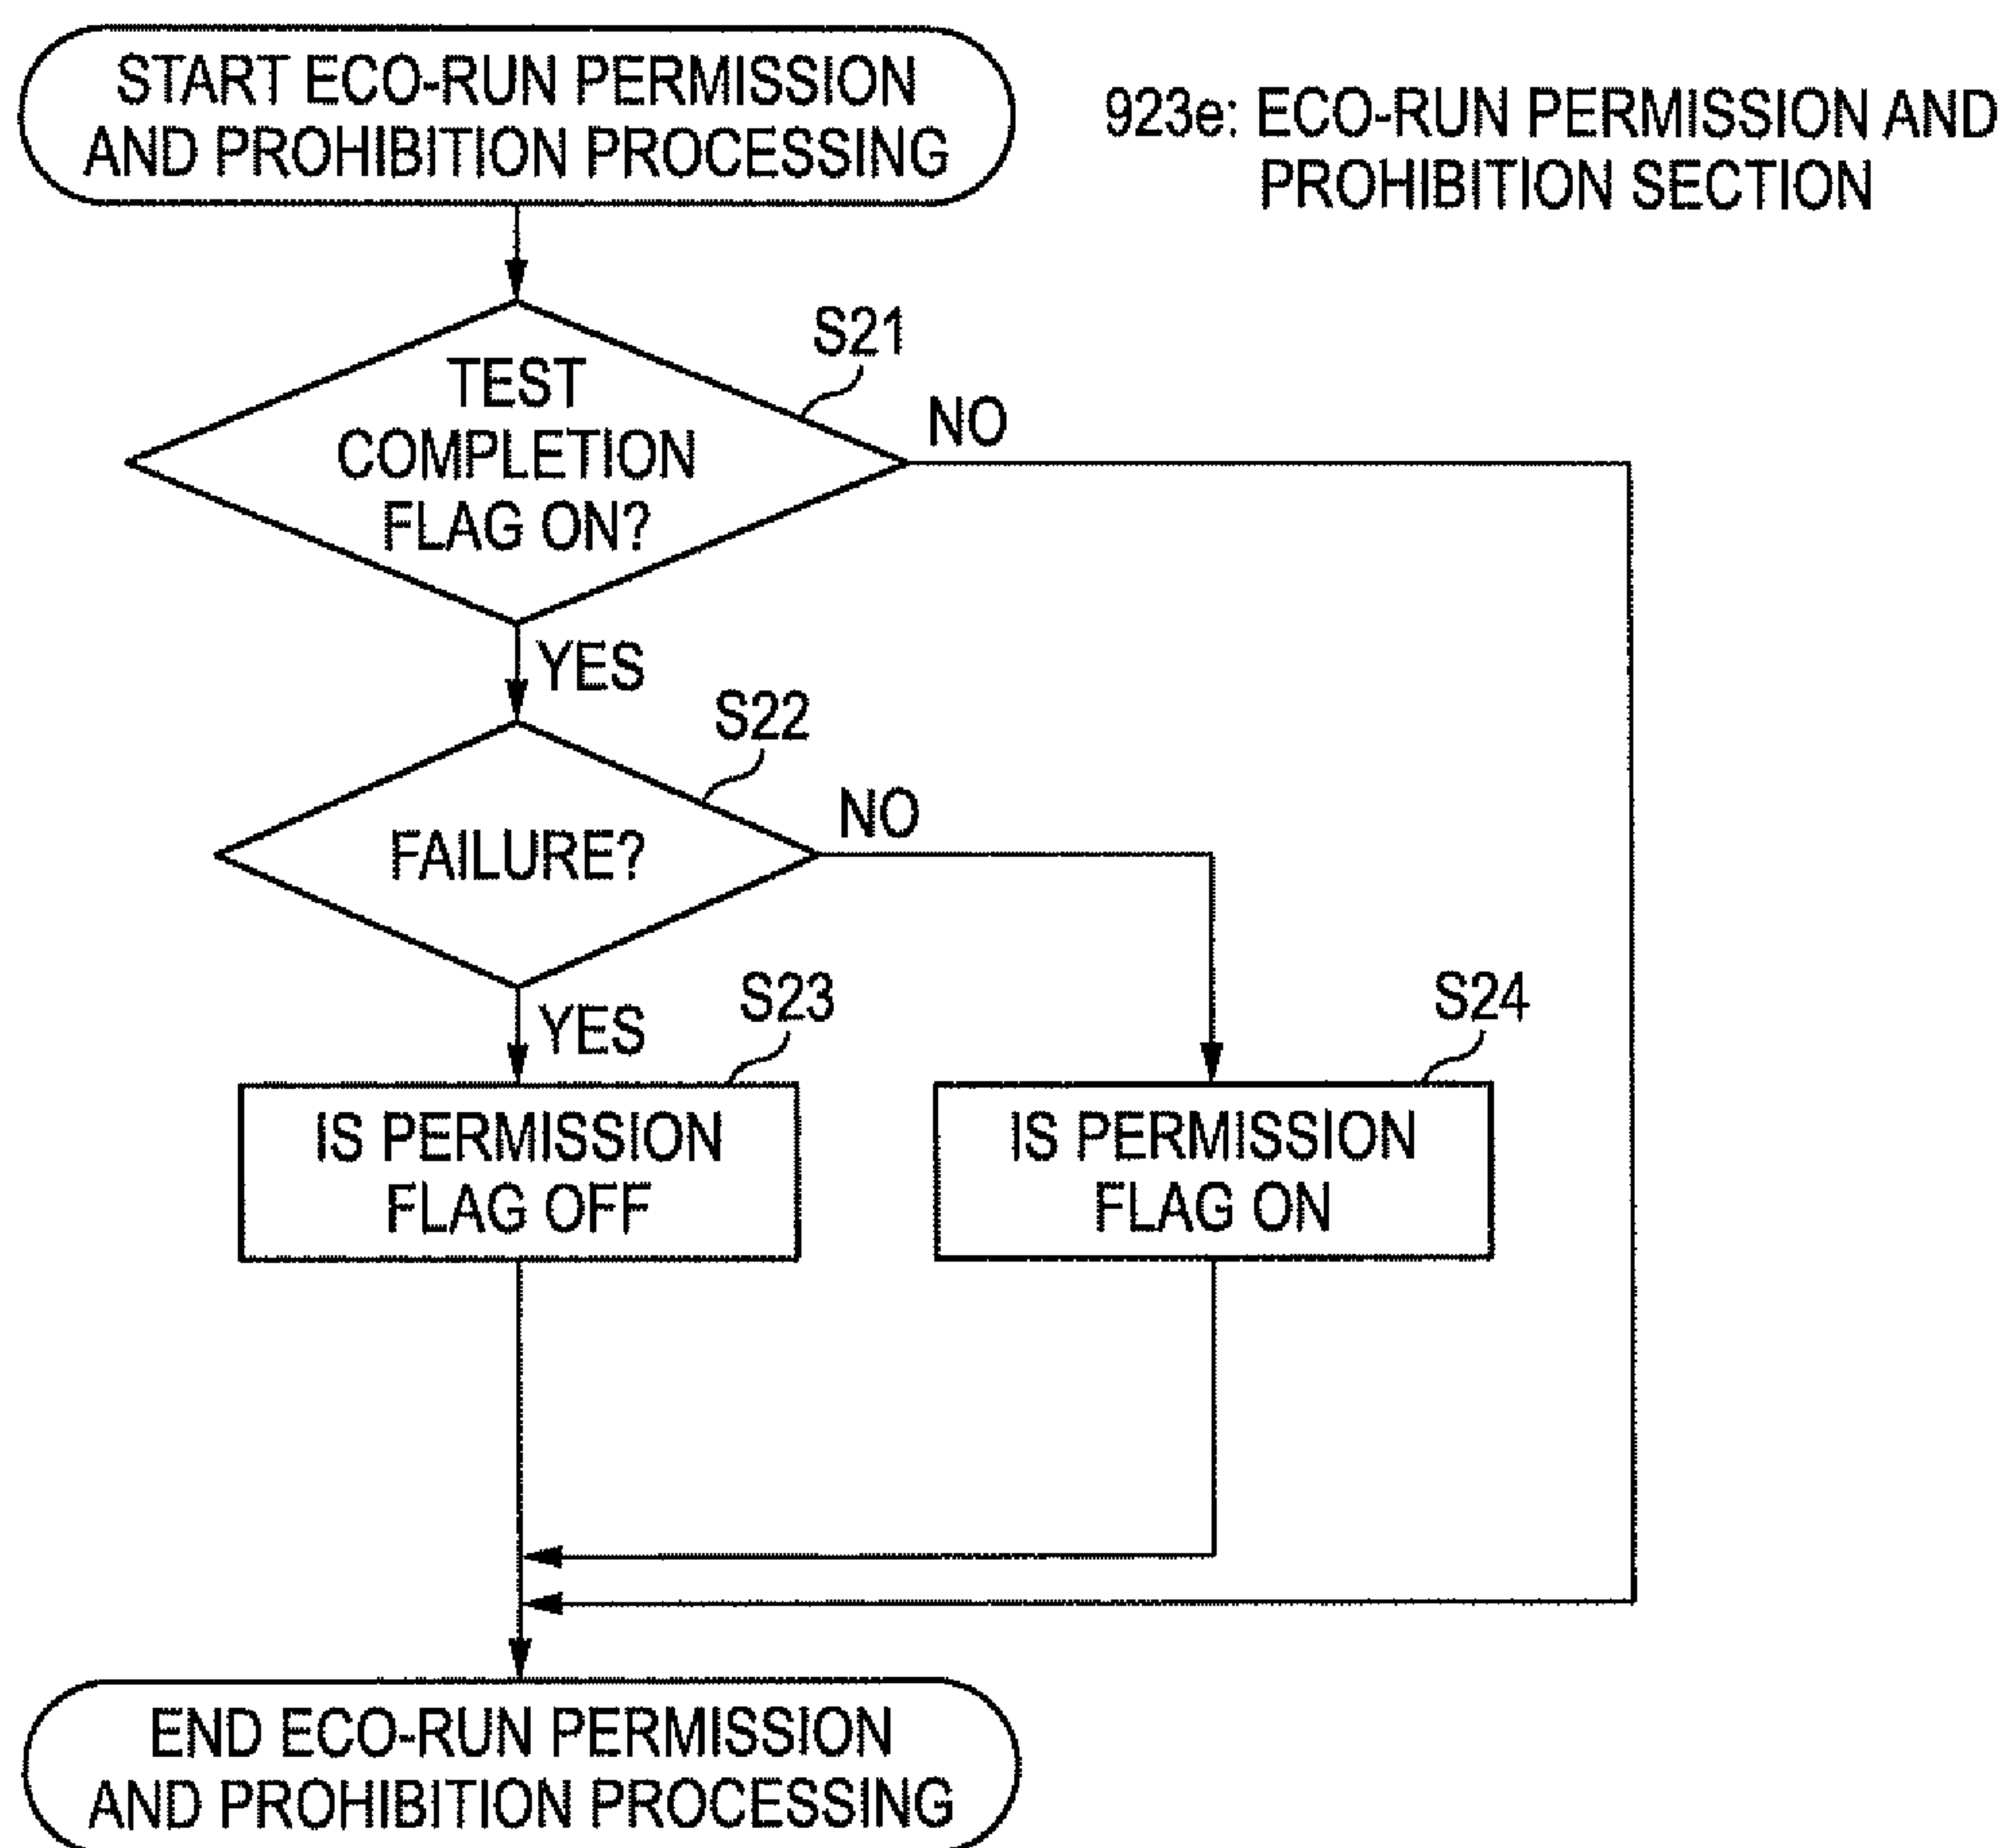 START ECO-RUN PERMISSION
AND PROHIBITION PROCESSING
923e: ECO-RUN PERMISSION AND
PROHIBITION SECTION
S21
TEST
COMPLETION
FLAG ON?
NO
YES
S22
FAILURE?
NO
YES
S23
IS PERMISSION
FLAG OFF
S24
IS PERMISSION
FLAG ON
END ECO-RUN PERMISSION
AND PROHIBITION PROCESSING